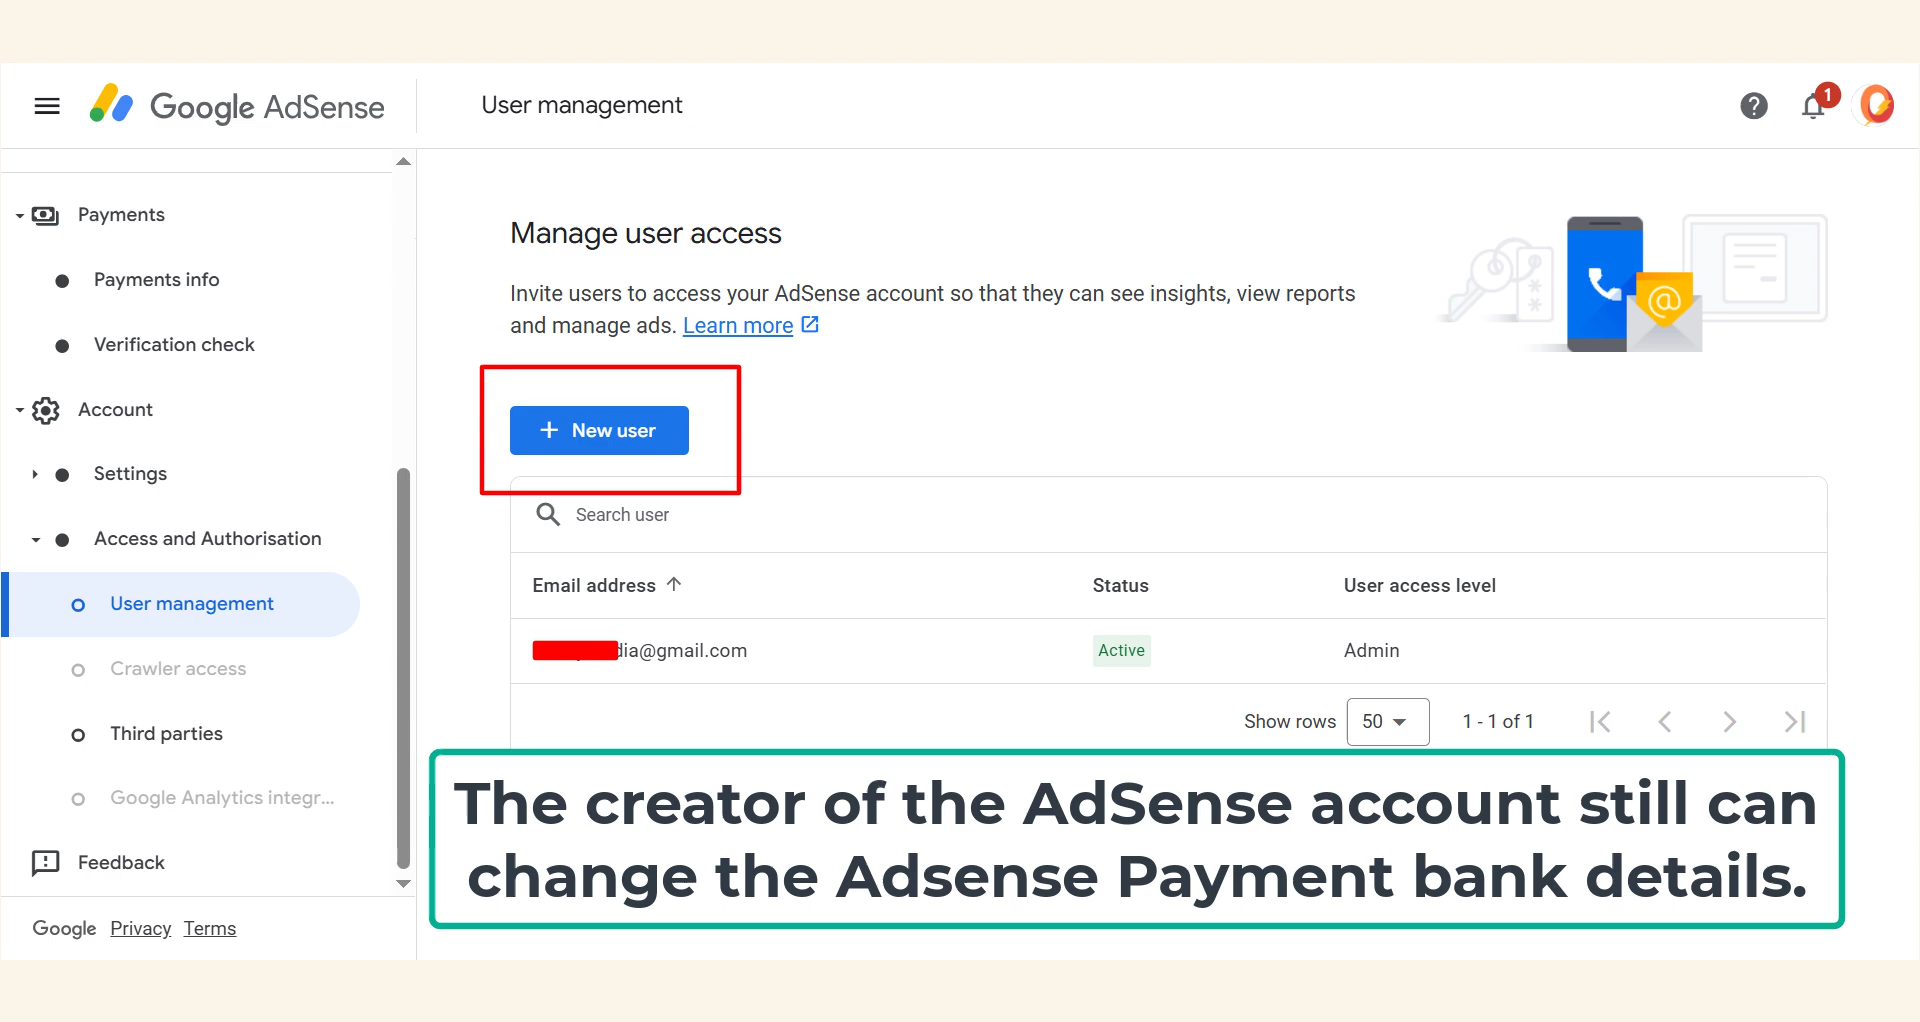 Google AdSense
User management
1
Payments
Payments info
Verification check
Account
Settings
Access and Authorisation
User management
Crawler access
Third parties
Google Analytics integr...
Feedback
Google Privacy Terms
Manage user access
Invite users to access your AdSense account so that they can see insights, view reports
and manage ads. Learn more
+ New user
Search user
Email address Status User access level
dia@gmail.com Active Admin
Show rows 50 1 - 1 of 1
The creator of the AdSense account still can
change the Adsense Payment bank details.